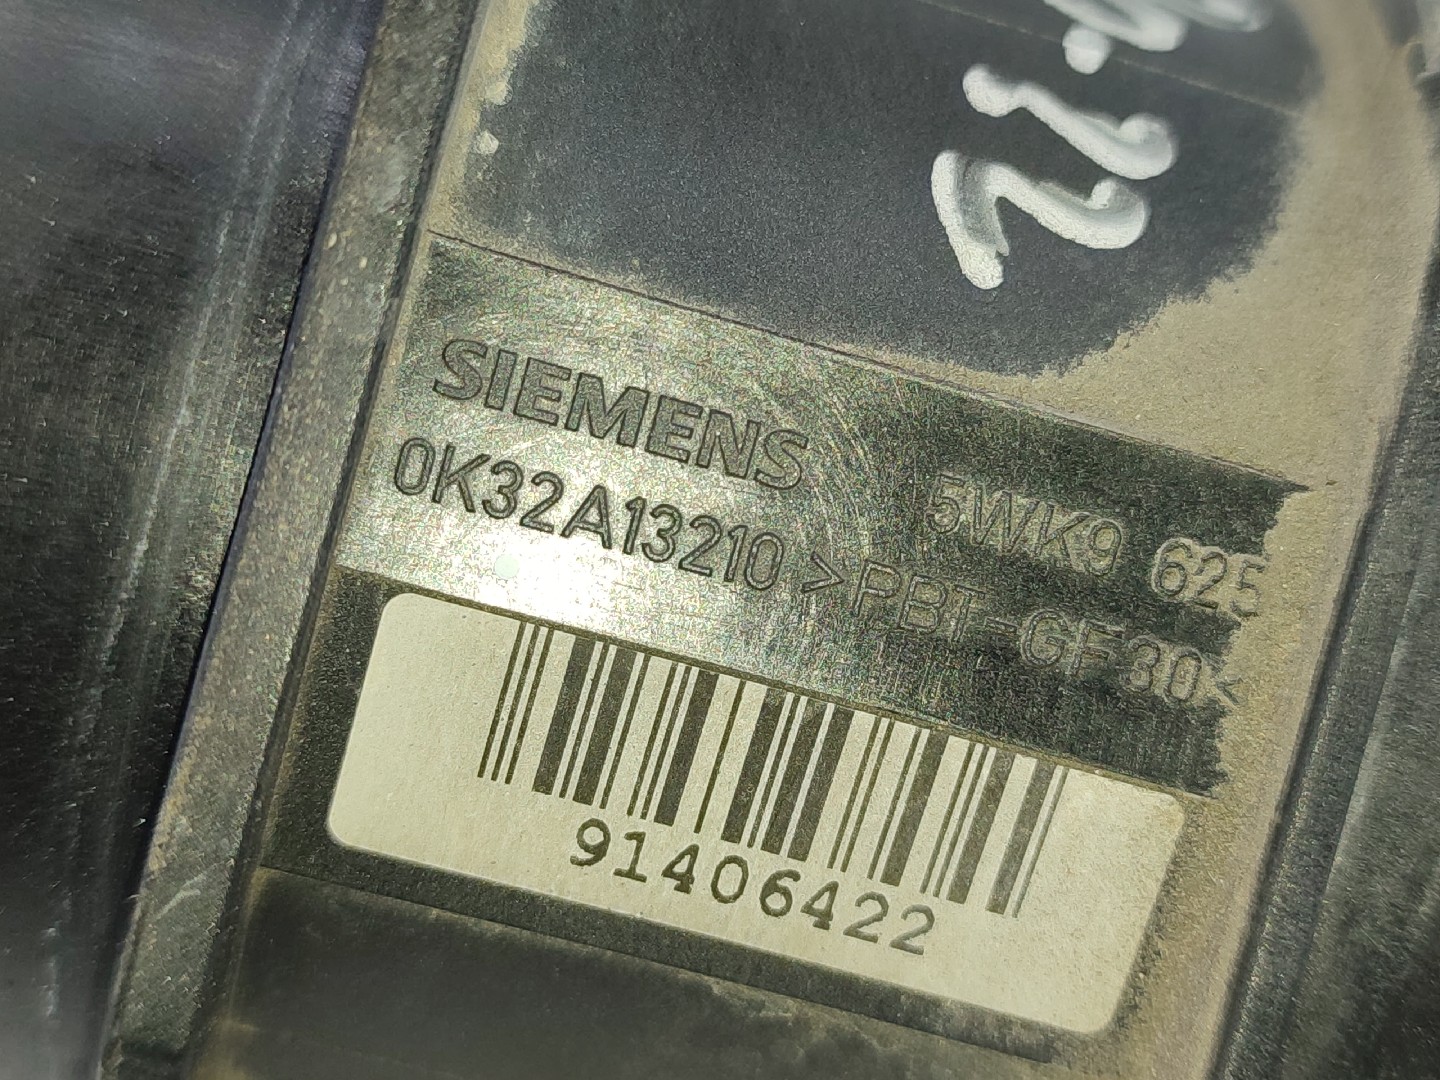 SIEMENS 5WK9 625
0K32A13210 >PBT-GF30<
91406422